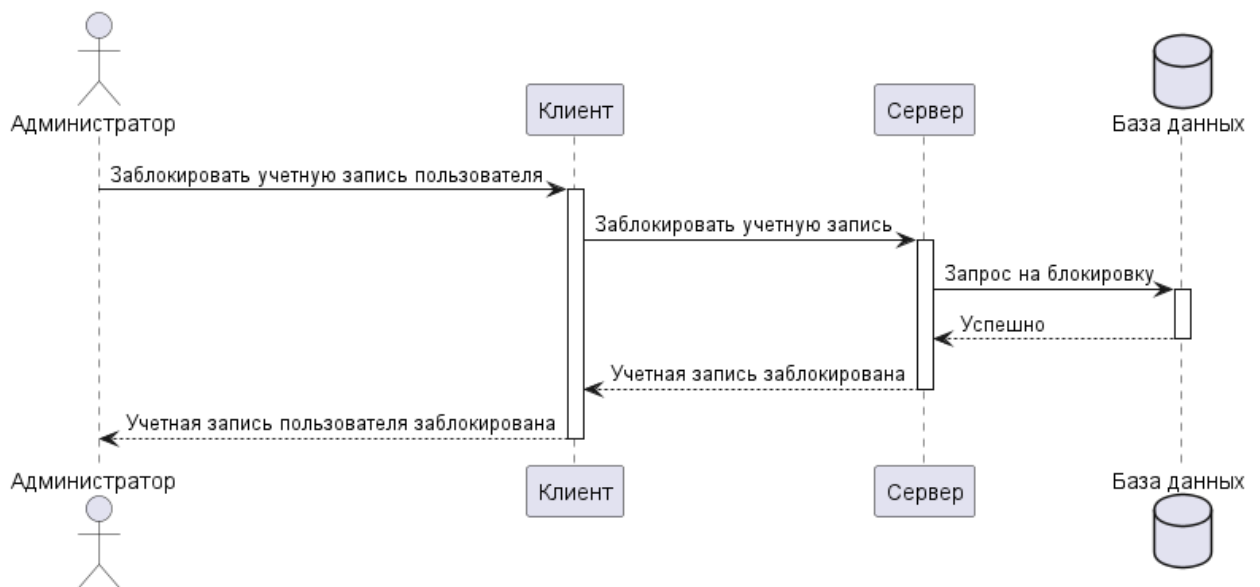 Администратор
Клиент
Сервер
База данных
Заблокировать учетную запись пользователя
Заблокировать учетную запись
Запрос на блокировку
Успешно
Учетная запись заблокирована
Учетная запись пользователя заблокирована
Администратор
Клиент
Сервер
База данных